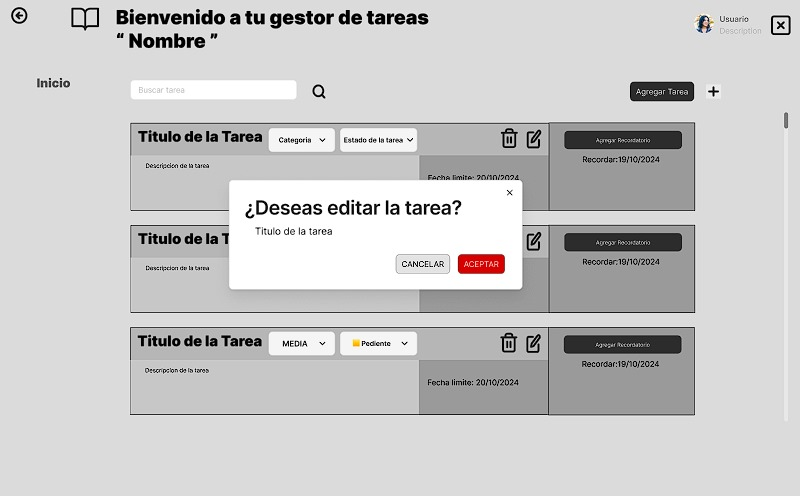 Bienvenido a tu gestor de tareas
“ Nombre ”
Usuario
Description
Inicio
Buscar tarea
Agregar Tarea
Titulo de la Tarea
Categoria
Estado de la tarea
Agregar Recordatorio
Descripcion de la tarea
Recordar:19/10/2024
Fecha limite: 20/10/2024
¿Deseas editar la tarea?
Titulo de la tarea
CANCELAR
ACEPTAR
Titulo de la T
Agregar Recordatorio
Descripcion de la tarea
Recordar:19/10/2024
Titulo de la Tarea
MEDIA
Pediente
Agregar Recordatorio
Descripcion de la tarea
Recordar:19/10/2024
Fecha limite: 20/10/2024